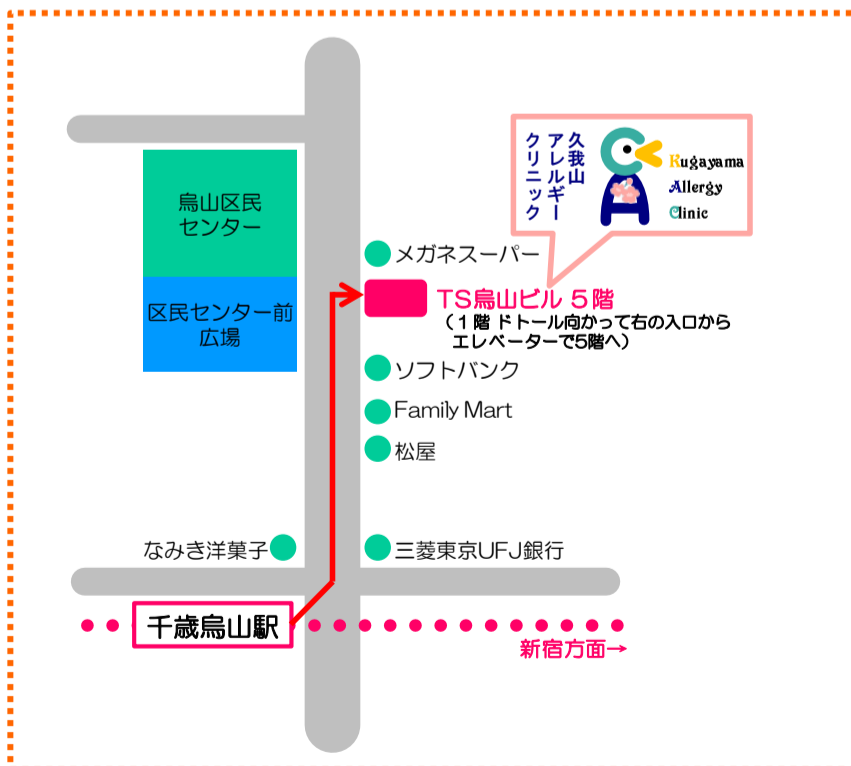 久我山
アレルギー
クリニック
Kugayama
Allergy
Clinic
烏山区民
センター
メガネスーパー
区民センター前
広場
TS烏山ビル 5階
（1階 ドトール向かって右の入口から
エレベーターで5階へ）
ソフトバンク
Family Mart
松屋
なみき洋菓子
三菱東京UFJ銀行
千歳烏山駅
新宿方面→